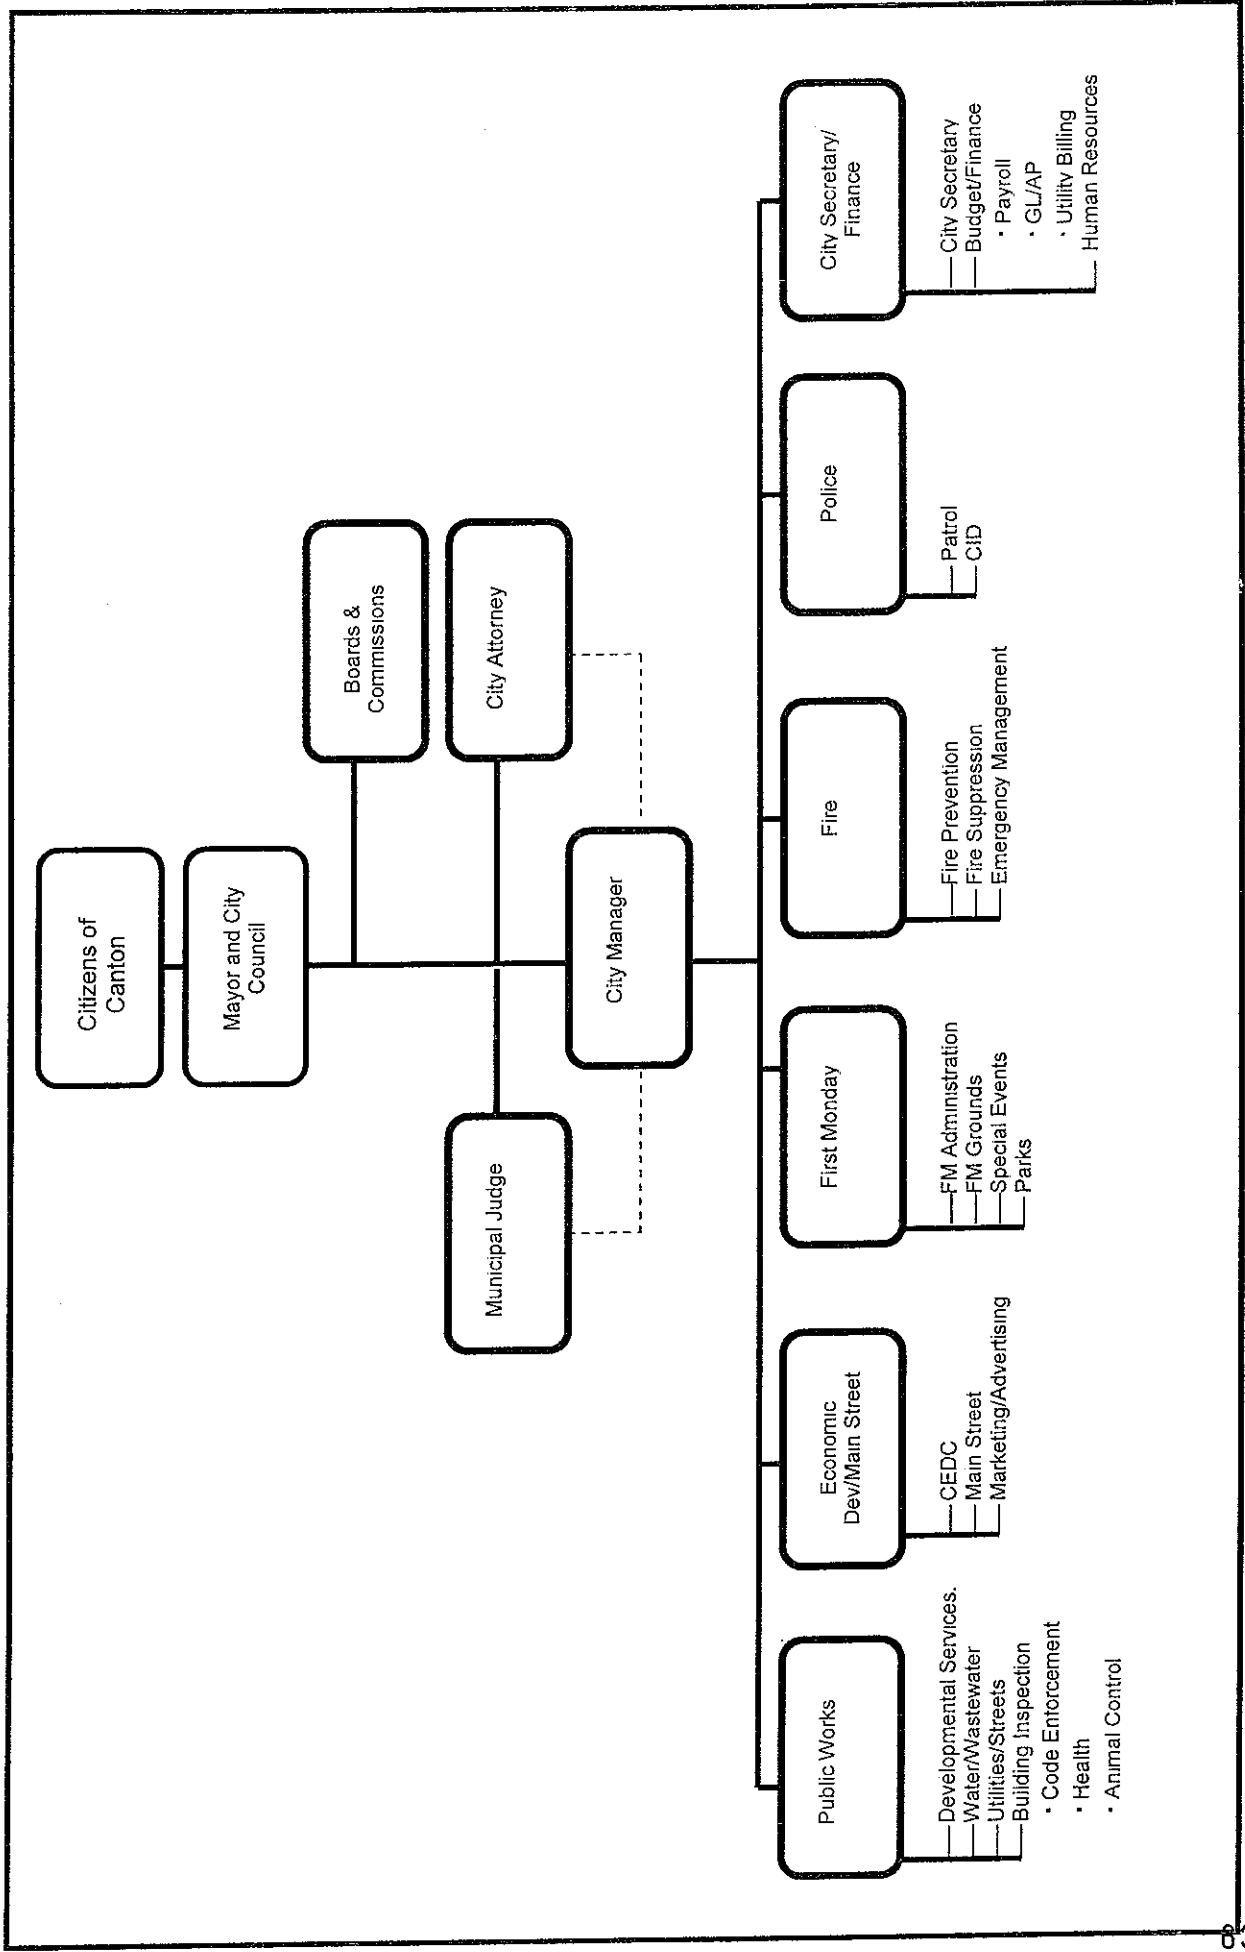 Citizens of
Canton
Mayor and City
Council
Boards &
Commissions
Municipal Judge
City Attorney
City Manager
Public Works
Developmental Services.
Water/Wastewater
Utilities/Streets
Building Inspection
· Code Enforcement
· Health
· Animal Control
Economic
Dev/Main Street
CEDC
Main Street
Marketing/Advertising
First Monday
FM Administration
FM Grounds
Special Events
Parks
Fire
Fire Prevention
Fire Suppression
Emergency Management
Police
Patrol
CID
City Secretary/
Finance
City Secretary
Budget/Finance
· Payroll
· GL/AP
· Utility Billing
Human Resources